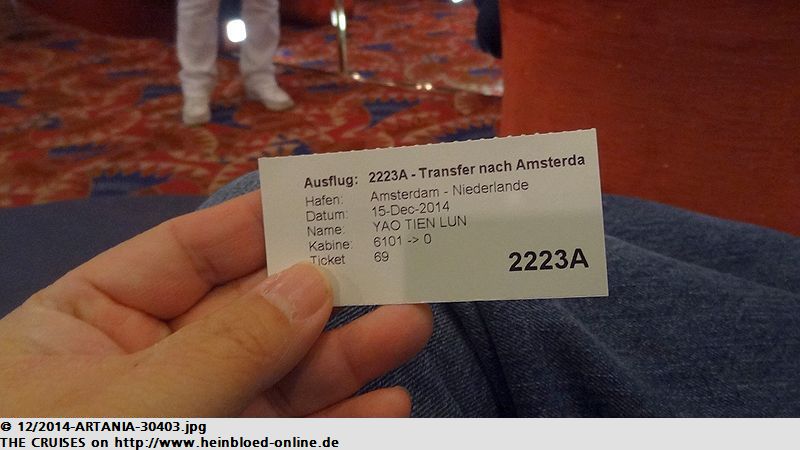 Ausflug: 2223A - Transfer nach Amsterda
Hafen: Amsterdam - Niederlande
Datum: 15-Dec-2014
Name: YAO TIEN LUN
Kabine: 6101 -> 0
Ticket 69
2223A
© 12/2014-ARTANIA-30403.jpg
THE CRUISES on http://www.heinbloed-online.de